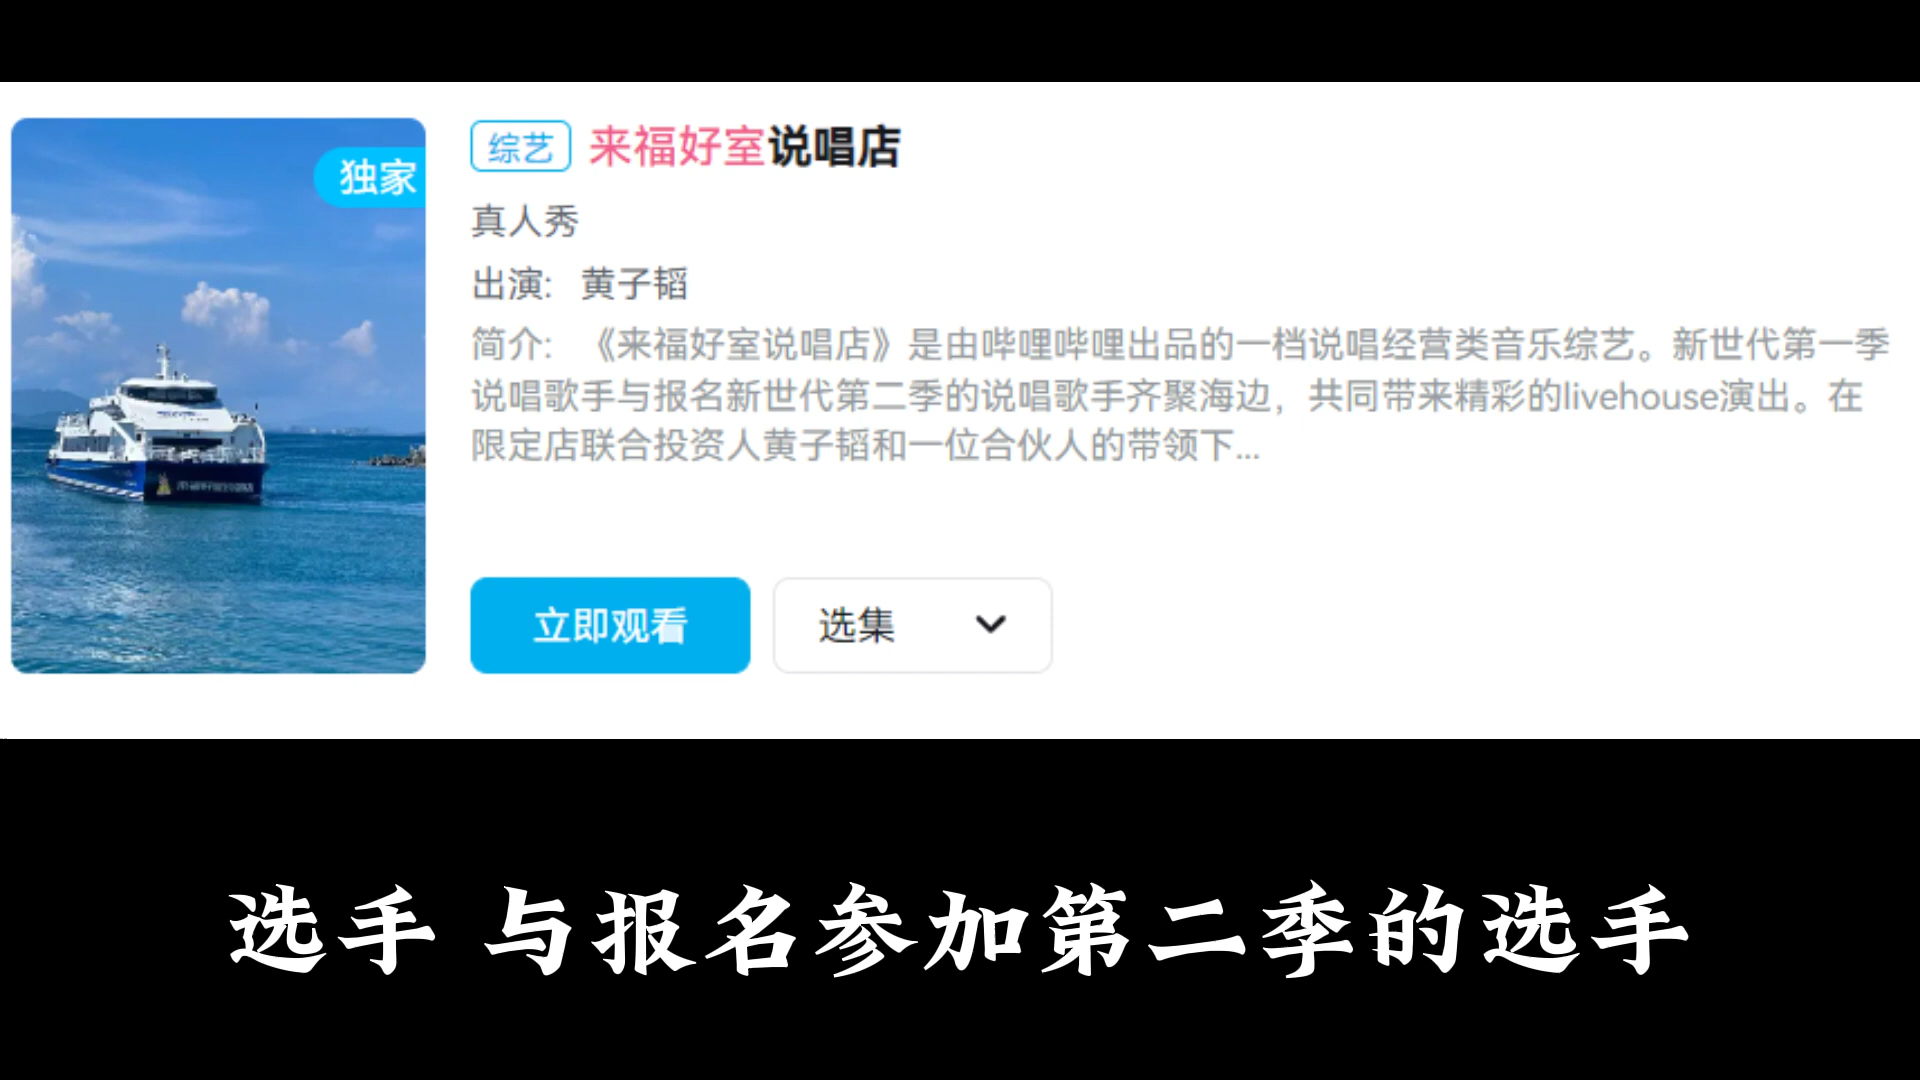 独家
综艺 来福好室说唱店
真人秀
出演: 黄子韬
简介: 《来福好室说唱店》是由哔哩哔哩出品的一档说唱经营类音乐综艺。新世代第一季
说唱歌手与报名新世代第二季的说唱歌手齐聚海边，共同带来精彩的livehouse演出。在
限定店联合投资人黄子韬和一位合伙人的带领下...
立即观看
选集
选手 与报名参加第二季的选手